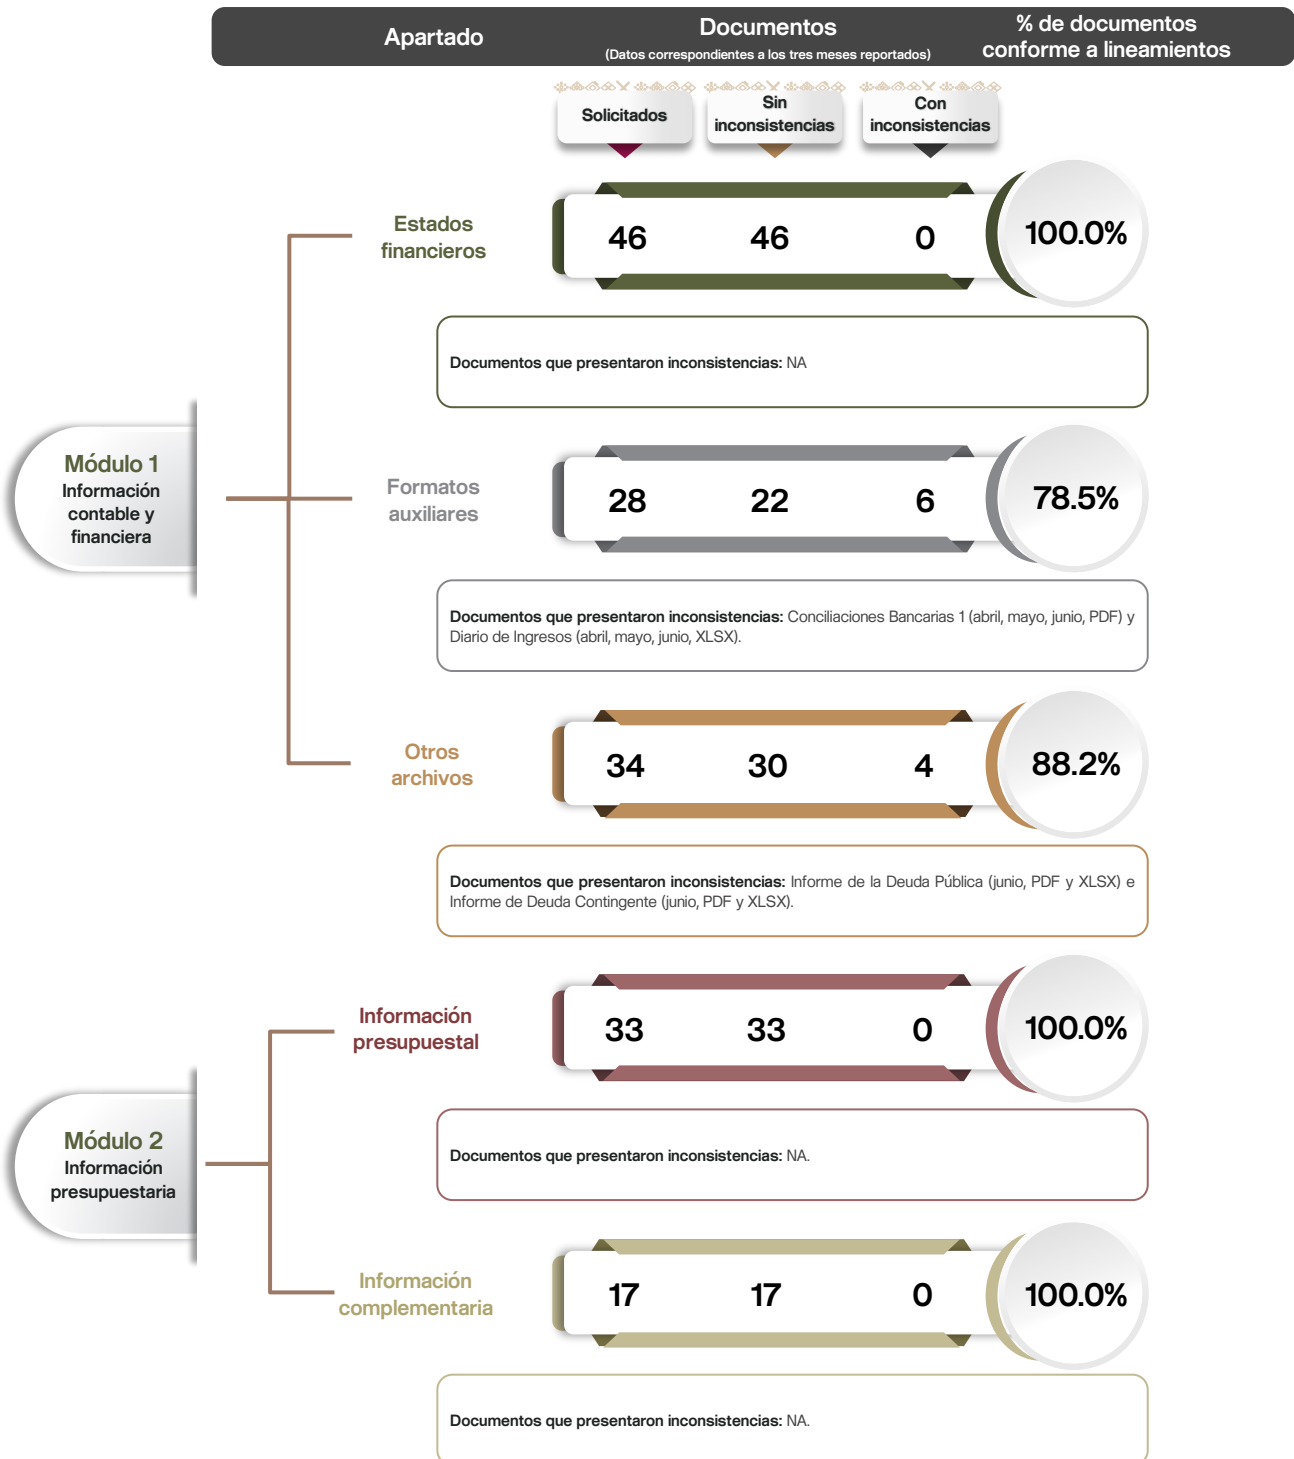 Apartado
Documentos
(Datos correspondientes a los tres meses reportados)
% de documentos
conforme a lineamientos
Solicitados
Sin
inconsistencias
Con
inconsistencias
Módulo 1
Información
contable y
financiera
Estados
financieros
46
46
0
100.0%
Documentos que presentaron inconsistencias: NA
Formatos
auxiliares
28
22
6
78.5%
Documentos que presentaron inconsistencias: Conciliaciones Bancarias 1 (abril, mayo, junio, PDF) y
Diario de Ingresos (abril, mayo, junio, XLSX).
Otros
archivos
34
30
4
88.2%
Documentos que presentaron inconsistencias: Informe de la Deuda Pública (junio, PDF y XLSX) e
Informe de Deuda Contingente (junio, PDF y XLSX).
Módulo 2
Información
presupuestaria
Información
presupuestal
33
33
0
100.0%
Documentos que presentaron inconsistencias: NA.
Información
complementaria
17
17
0
100.0%
Documentos que presentaron inconsistencias: NA.